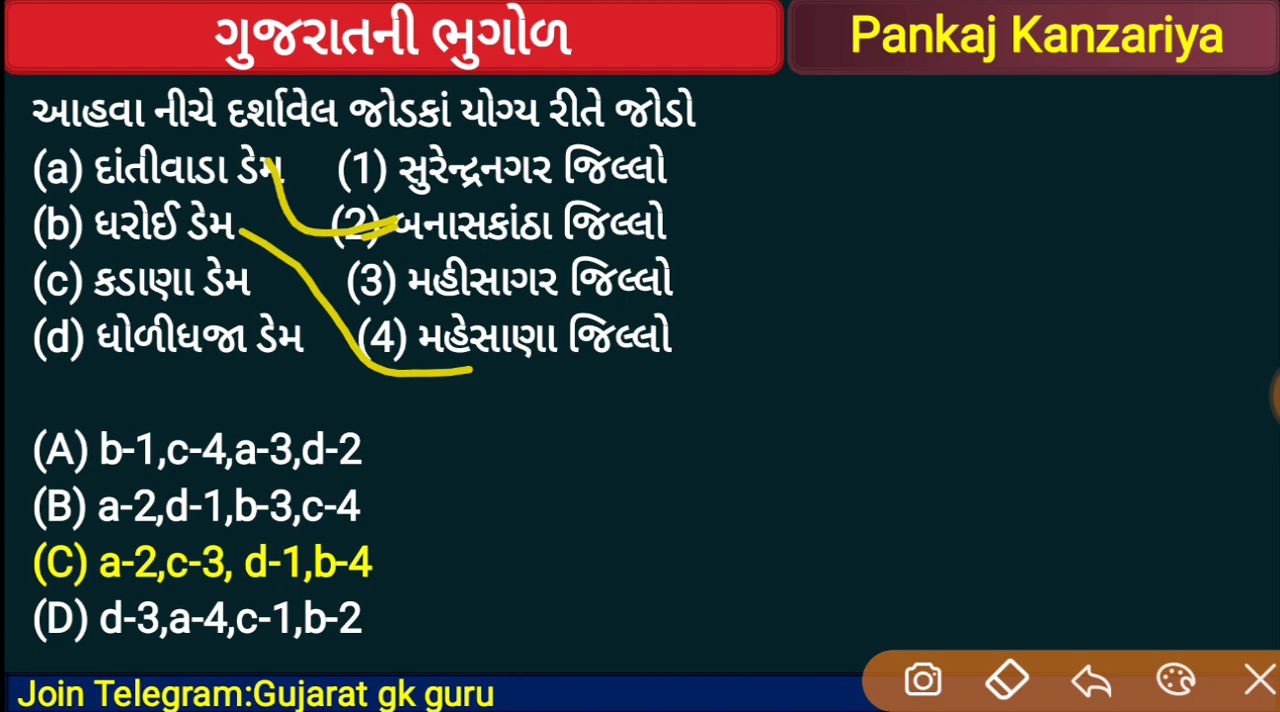 ગુજરાતની ભુગોળ
Pankaj Kanzariya
આહવા નીચે દર્શાવેલ જોડકાં યોગ્ય રીતે જોડો
(a) દાંતીવાડા ડેમ (1) સુરેન્દ્રનગર જિલ્લો
(b) ધરોઈ ડેમ (2) બનાસકાંઠા જિલ્લો
(c) કડાણા ડેમ (3) મહીસાગર જિલ્લો
(d) ધોળીધજા ડેમ (4) મહેસાણા જિલ્લો
(A) b-1,c-4,a-3,d-2
(B) a-2,d-1,b-3,c-4
(C) a-2,c-3, d-1,b-4
(D) d-3,a-4,c-1,b-2
Join Telegram:Gujarat gk guru